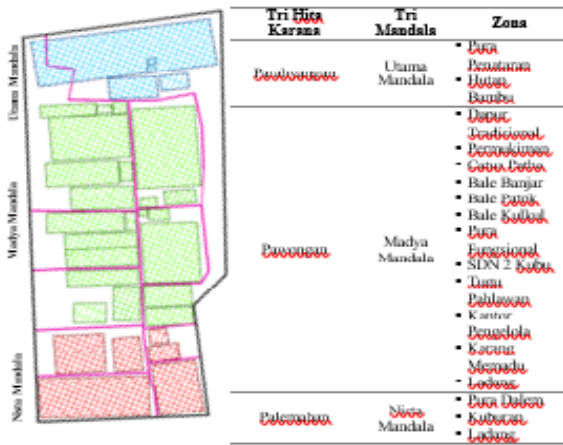 Utama Mandala
Madya Mandala
Nista Mandala
Tri Hita Karana
Tri Mandala
Zona
Parahyangan
Utama Mandala
Pura Penataran
Hutan Bambu
Pawongan
Madya Mandala
Dapur Tradisional
Permukiman
Catus Patha
Bale Banjar
Bale Patok
Bale Kulkul
Pura Fungsional
SDN 2 Kubu
Tugu Pahlawan
Kantor Pengelola
Karang Memadu
Ladang
Palemahan
Nista Mandala
Pura Dalem
Kuburan
Ladang